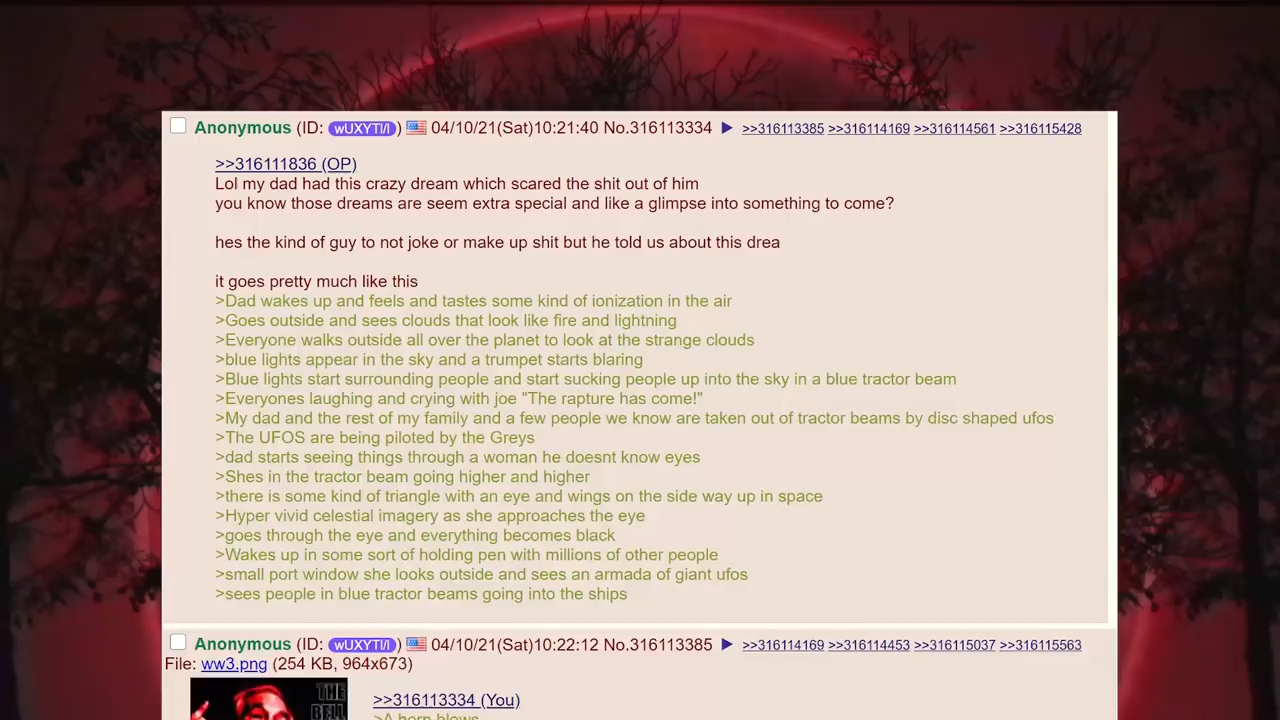 Anonymous (ID: wUXYTI/l) 04/10/21(Sat)10:21:40 No.316113334 ▶ >>316113385 >>316114169 >>316114561 >>316115428
>>316111836 (OP)
Lol my dad had this crazy dream which scared the shit out of him
you know those dreams are seem extra special and like a glimpse into something to come?
hes the kind of guy to not joke or make up shit but he told us about this drea
it goes pretty much like this
>Dad wakes up and feels and tastes some kind of ionization in the air
>Goes outside and sees clouds that look like fire and lightning
>Everyone walks outside all over the planet to look at the strange clouds
>blue lights appear in the sky and a trumpet starts blaring
>Blue lights start surrounding people and start sucking people up into the sky in a blue tractor beam
>Everyones laughing and crying with joe "The rapture has come!"
>My dad and the rest of my family and a few people we know are taken out of tractor beams by disc shaped ufos
>The UFOS are being piloted by the Greys
>dad starts seeing things through a woman he doesnt know eyes
>Shes in the tractor beam going higher and higher
>there is some kind of triangle with an eye and wings on the side way up in space
>Hyper vivid celestial imagery as she approaches the eye
>goes through the eye and everything becomes black
>Wakes up in some sort of holding pen with millions of other people
>small port window she looks outside and sees an armada of giant ufos
>sees people in blue tractor beams going into the ships
Anonymous (ID: wUXYTI/l) 04/10/21(Sat)10:22:12 No.316113385 ▶ >>316114169 >>316114453 >>316115037 >>316115563
File: ww3.png (254 KB, 964x673)
THE
BELL
>>316113334 (You)
>A horn blows